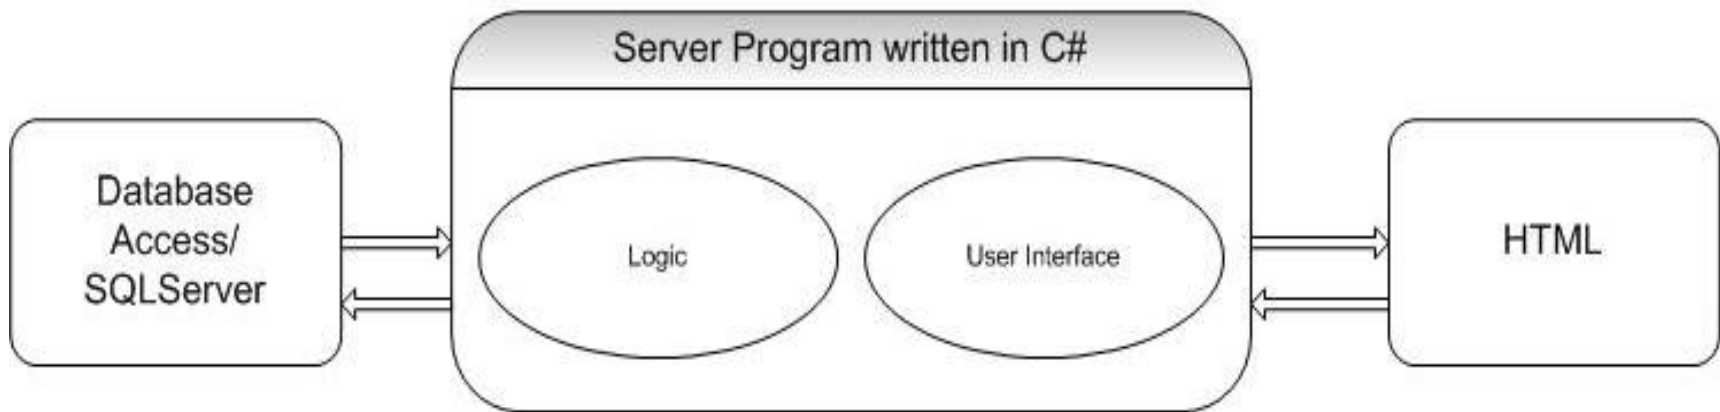 Server Program written in C#
Database
Access/
SQLServer
Logic
User Interface
HTML